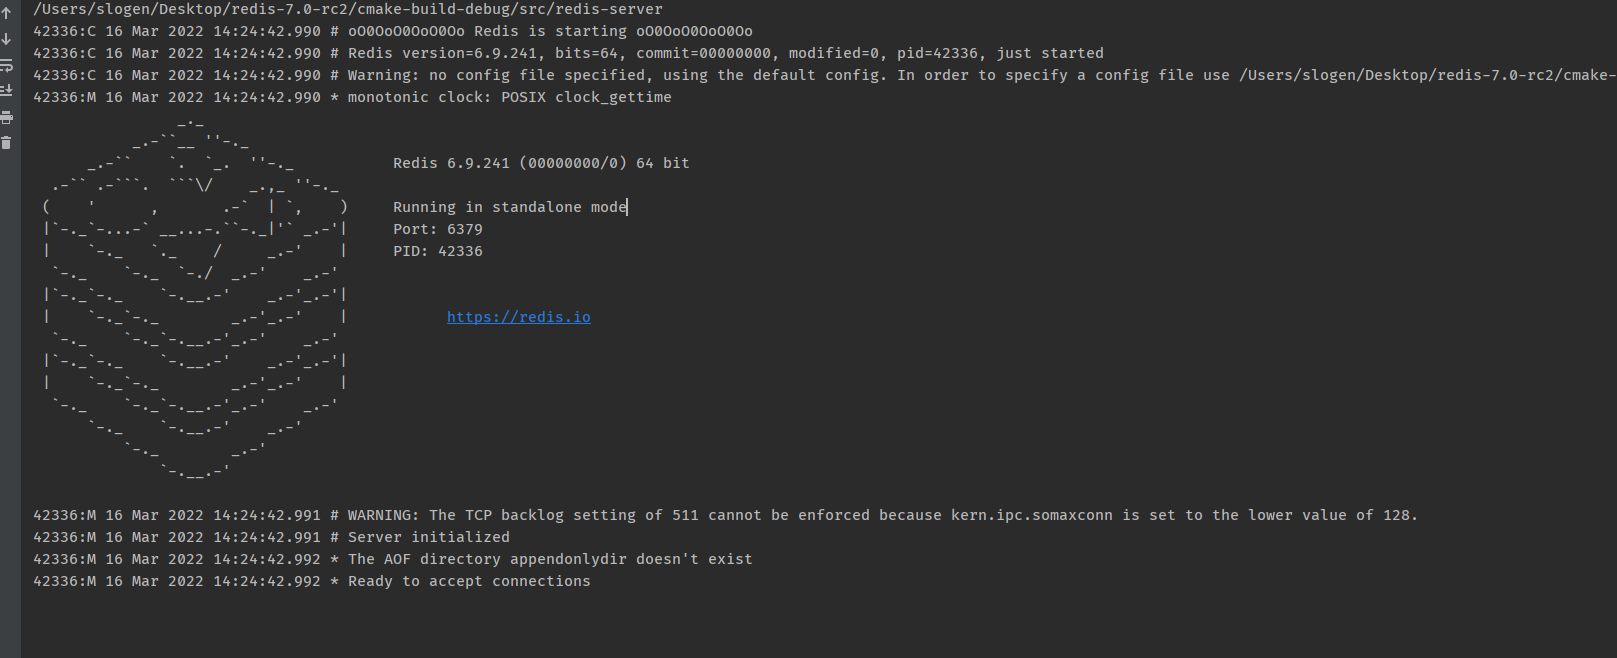 /Users/slogen/Desktop/redis-7.0-rc2/cmake-build-debug/src/redis-server
42336:C 16 Mar 2022 14:24:42.990 # oO0OoO0OoO0Oo Redis is starting oO0OoO0OoO0Oo
42336:C 16 Mar 2022 14:24:42.990 # Redis version=6.9.241, bits=64, commit=00000000, modified=0, pid=42336, just started
42336:C 16 Mar 2022 14:24:42.990 # Warning: no config file specified, using the default config. In order to specify a config file use /Users/slogen/Desktop/redis-7.0-rc2/cmake-
42336:M 16 Mar 2022 14:24:42.990 * monotonic clock: POSIX clock_gettime
Redis 6.9.241 (00000000/0) 64 bit
Running in standalone mode
Port: 6379
PID: 42336
https://redis.io
42336:M 16 Mar 2022 14:24:42.991 # WARNING: The TCP backlog setting of 511 cannot be enforced because kern.ipc.somaxconn is set to the lower value of 128.
42336:M 16 Mar 2022 14:24:42.991 # Server initialized
42336:M 16 Mar 2022 14:24:42.992 * The AOF directory appendonlydir doesn't exist
42336:M 16 Mar 2022 14:24:42.992 * Ready to accept connections